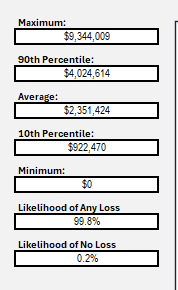 Maximum:
$9,344,009
90th Percentile:
$4,024,614
Average:
$2,351,424
10th Percentile:
$922,470
Minimum:
$0
Likelihood of Any Loss
99.8%
Likelihood of No Loss
0.2%